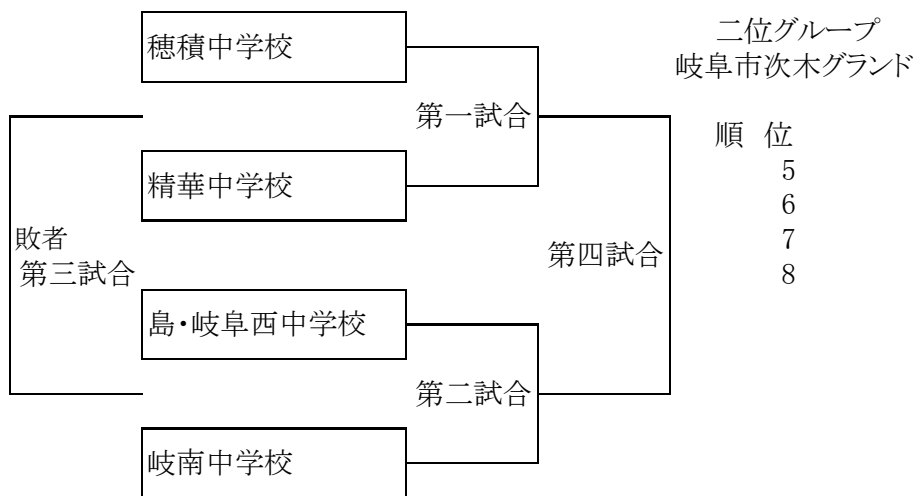 穂積中学校
二位グループ
岐阜市次木グランド
第一試合
順 位
精華中学校
5
6
7
8
敗者
第三試合
第四試合
島・岐阜西中学校
第二試合
岐南中学校